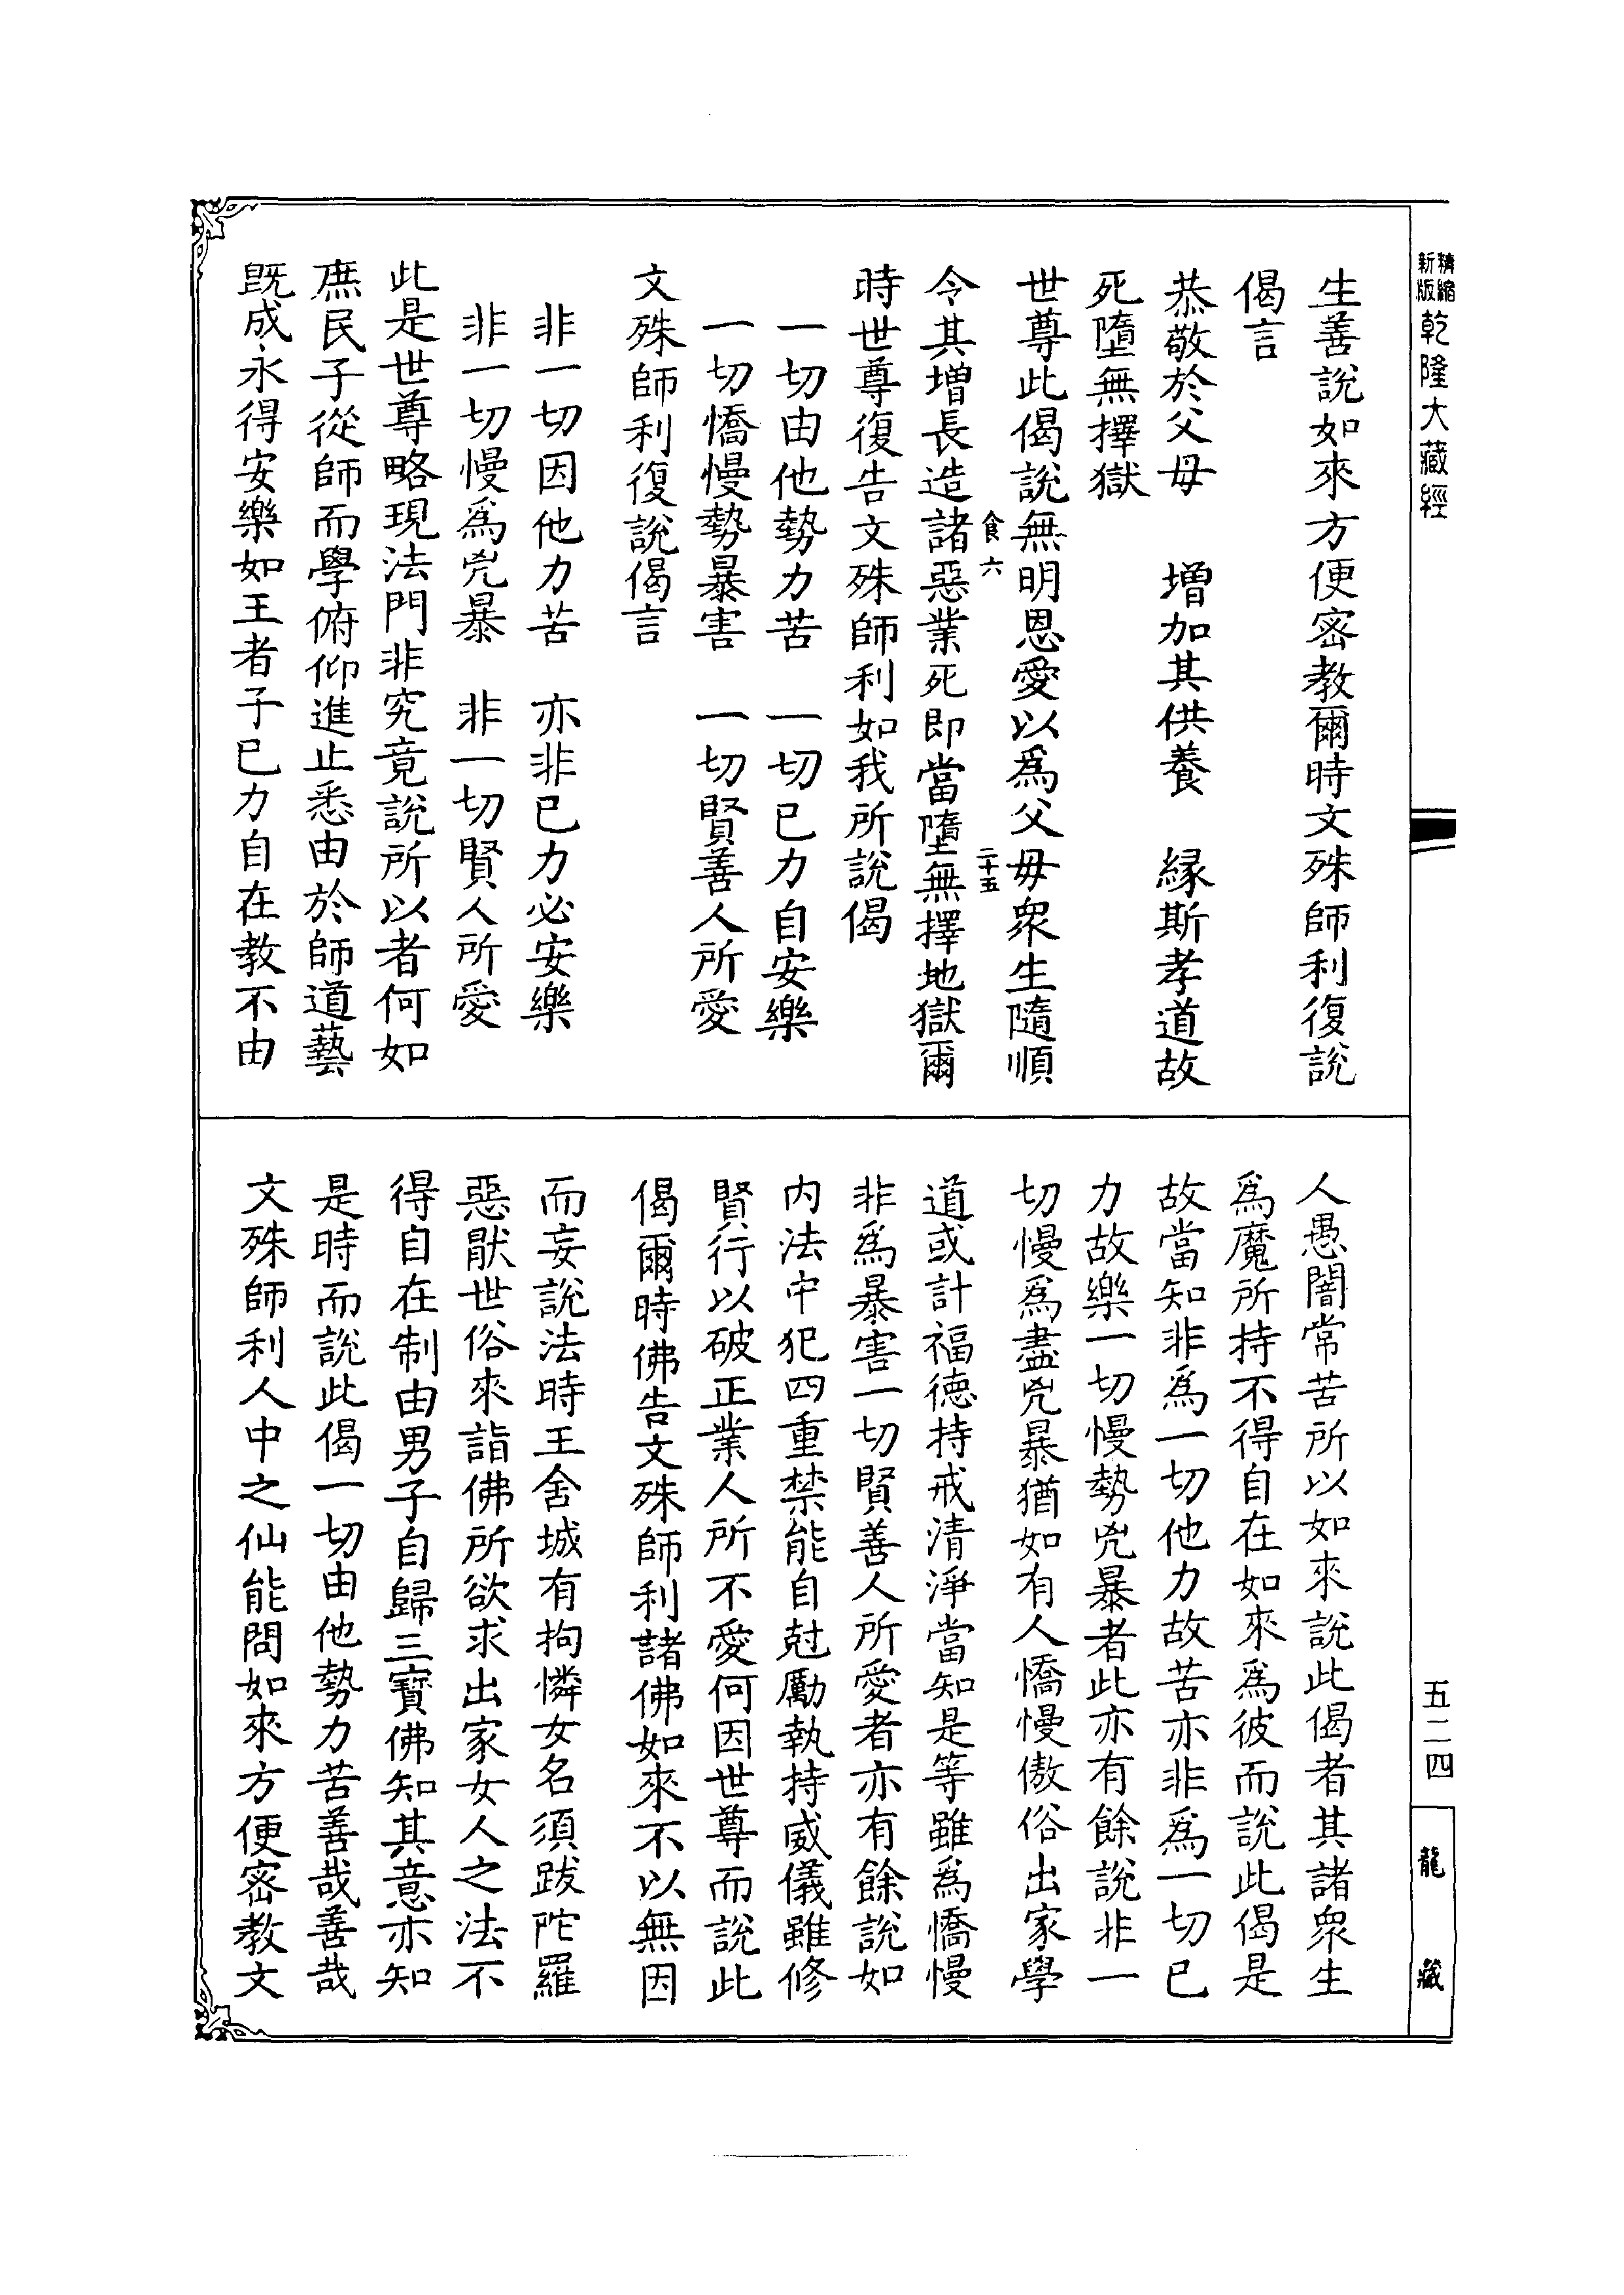 精縮
新版
乾隆大藏經
五二四
龍藏
生善說如來方便密教爾時文殊師利復說
偈言
恭敬於父母　增加其供養　緣斯孝道故
死墮無擇獄
世尊此偈說無明恩愛以為父母眾生隨順
食六　二十五
令其增長造諸惡業死即當墮無擇地獄爾
時世尊復告文殊師利如我所說偈
一切由他勢力苦　一切已力自安樂
一切憍慢勢暴害　一切賢善人所愛
文殊師利復說偈言
非一切因他力苦　亦非已力必安樂
非一切慢爲兇暴　非一切賢人所愛
此是世尊略現法門非究竟說所以者何如
庶民子從師而學俯仰進止悉由於師道藝
既成永得安樂如王者子已力自在教不由
人愚闇常苦所以如來說此偈者其諸眾生
爲魔所持不得自在如來爲彼而說此偈是
故當知非爲一切他力故苦亦非爲一切已
力故樂一切慢勢兇暴者此亦有餘說非一
切慢爲盡兇暴猶如有人憍慢傲俗出家學
道或計福德持戒清淨當知是等雖爲憍慢
非爲暴害一切賢善人所愛者亦有餘說如
内法中犯四重禁能自尅勵執持威儀雖修
賢行以破正業人所不愛何因世尊而說此
偈爾時佛告文殊師利諸佛如來不以無因
而妄說法時王舍城有拘憐女名須跋陀羅
惡厭世俗來詣佛所欲求出家女人之法不
得自在制由男子自歸三寶佛知其意亦知
是時而說此偈一切由他勢力苦善哉善哉
文殊師利人中之仙能問如來方便密教文